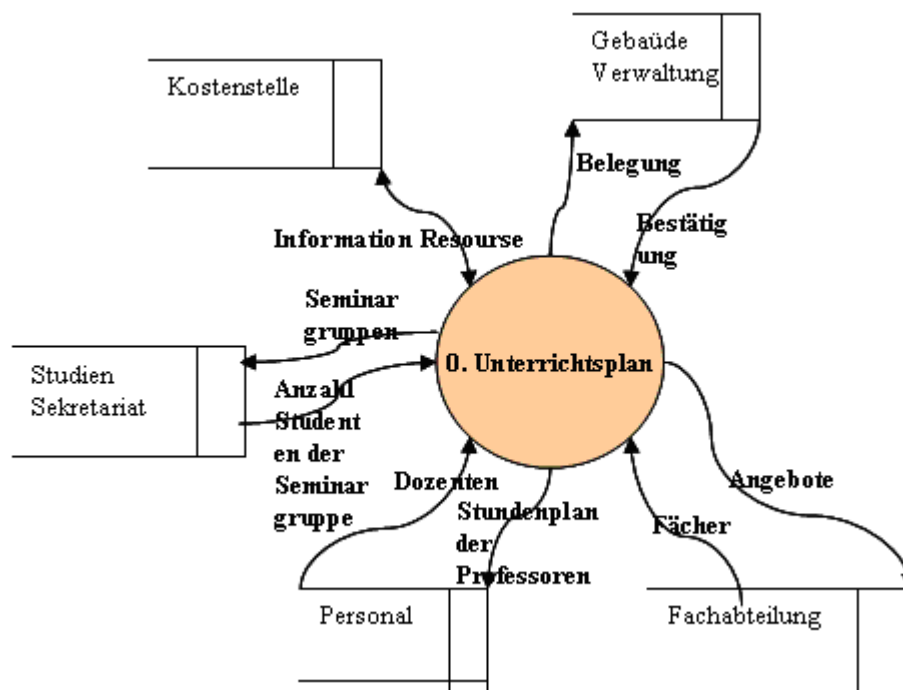 Gebaüde
Verwaltung
Kostenstelle
Belegung
Bestätig
ung
Information Resourse
Seminar
gruppen
0. Unterrichtsplan
Studien
Sekretariat
Anzahl
Student
en der
Seminar
gruppe
Dozenten
Angebote
Stundenplan
der
Professoren
Fächer
Personal
Fachabteilung